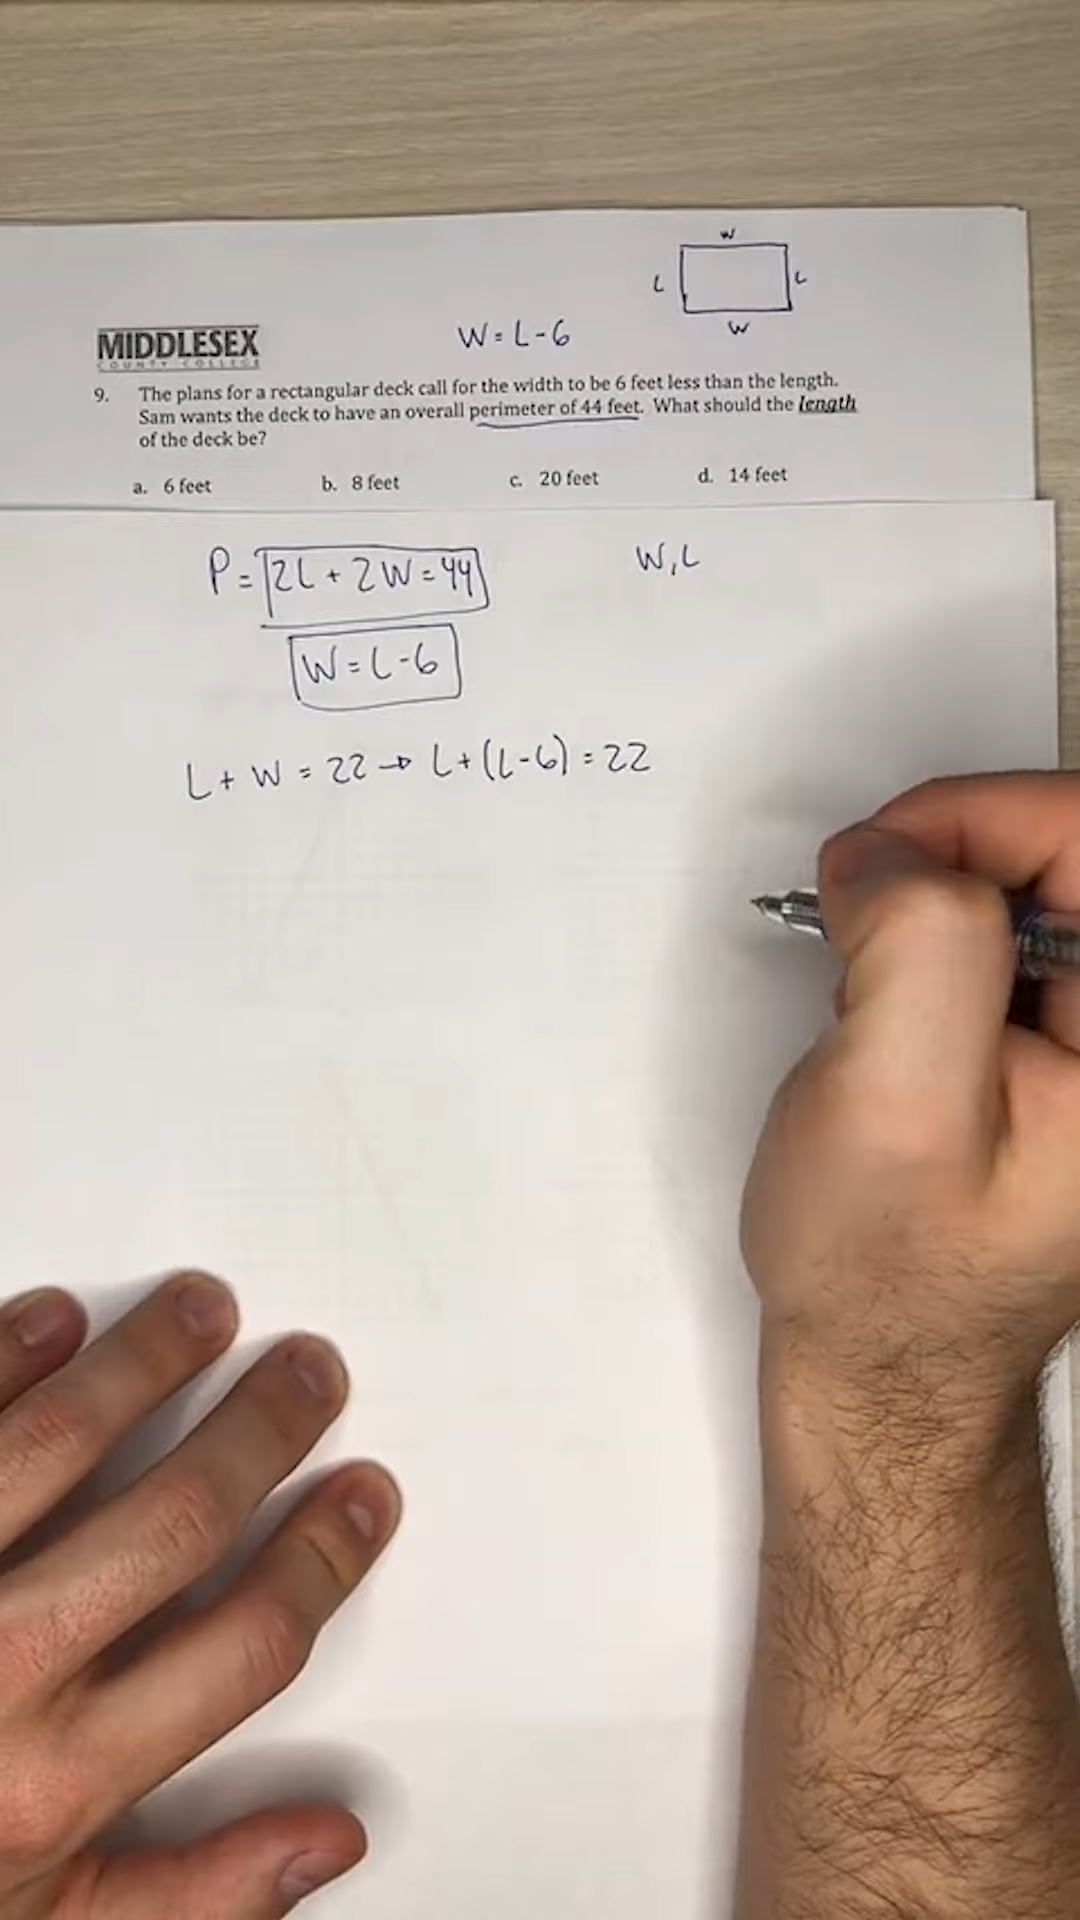 W
L
L
W
W = L - 6
MIDDLESEX
COUNTY COLLEGE
9. The plans for a rectangular deck call for the width to be 6 feet less than the length.
Sam wants the deck to have an overall perimeter of 44 feet. What should the length
of the deck be?
a. 6 feet b. 8 feet c. 20 feet d. 14 feet
P = 2L + 2W = 44 W, L
W = L - 6
L + W = 22 → L + (L - 6) = 22